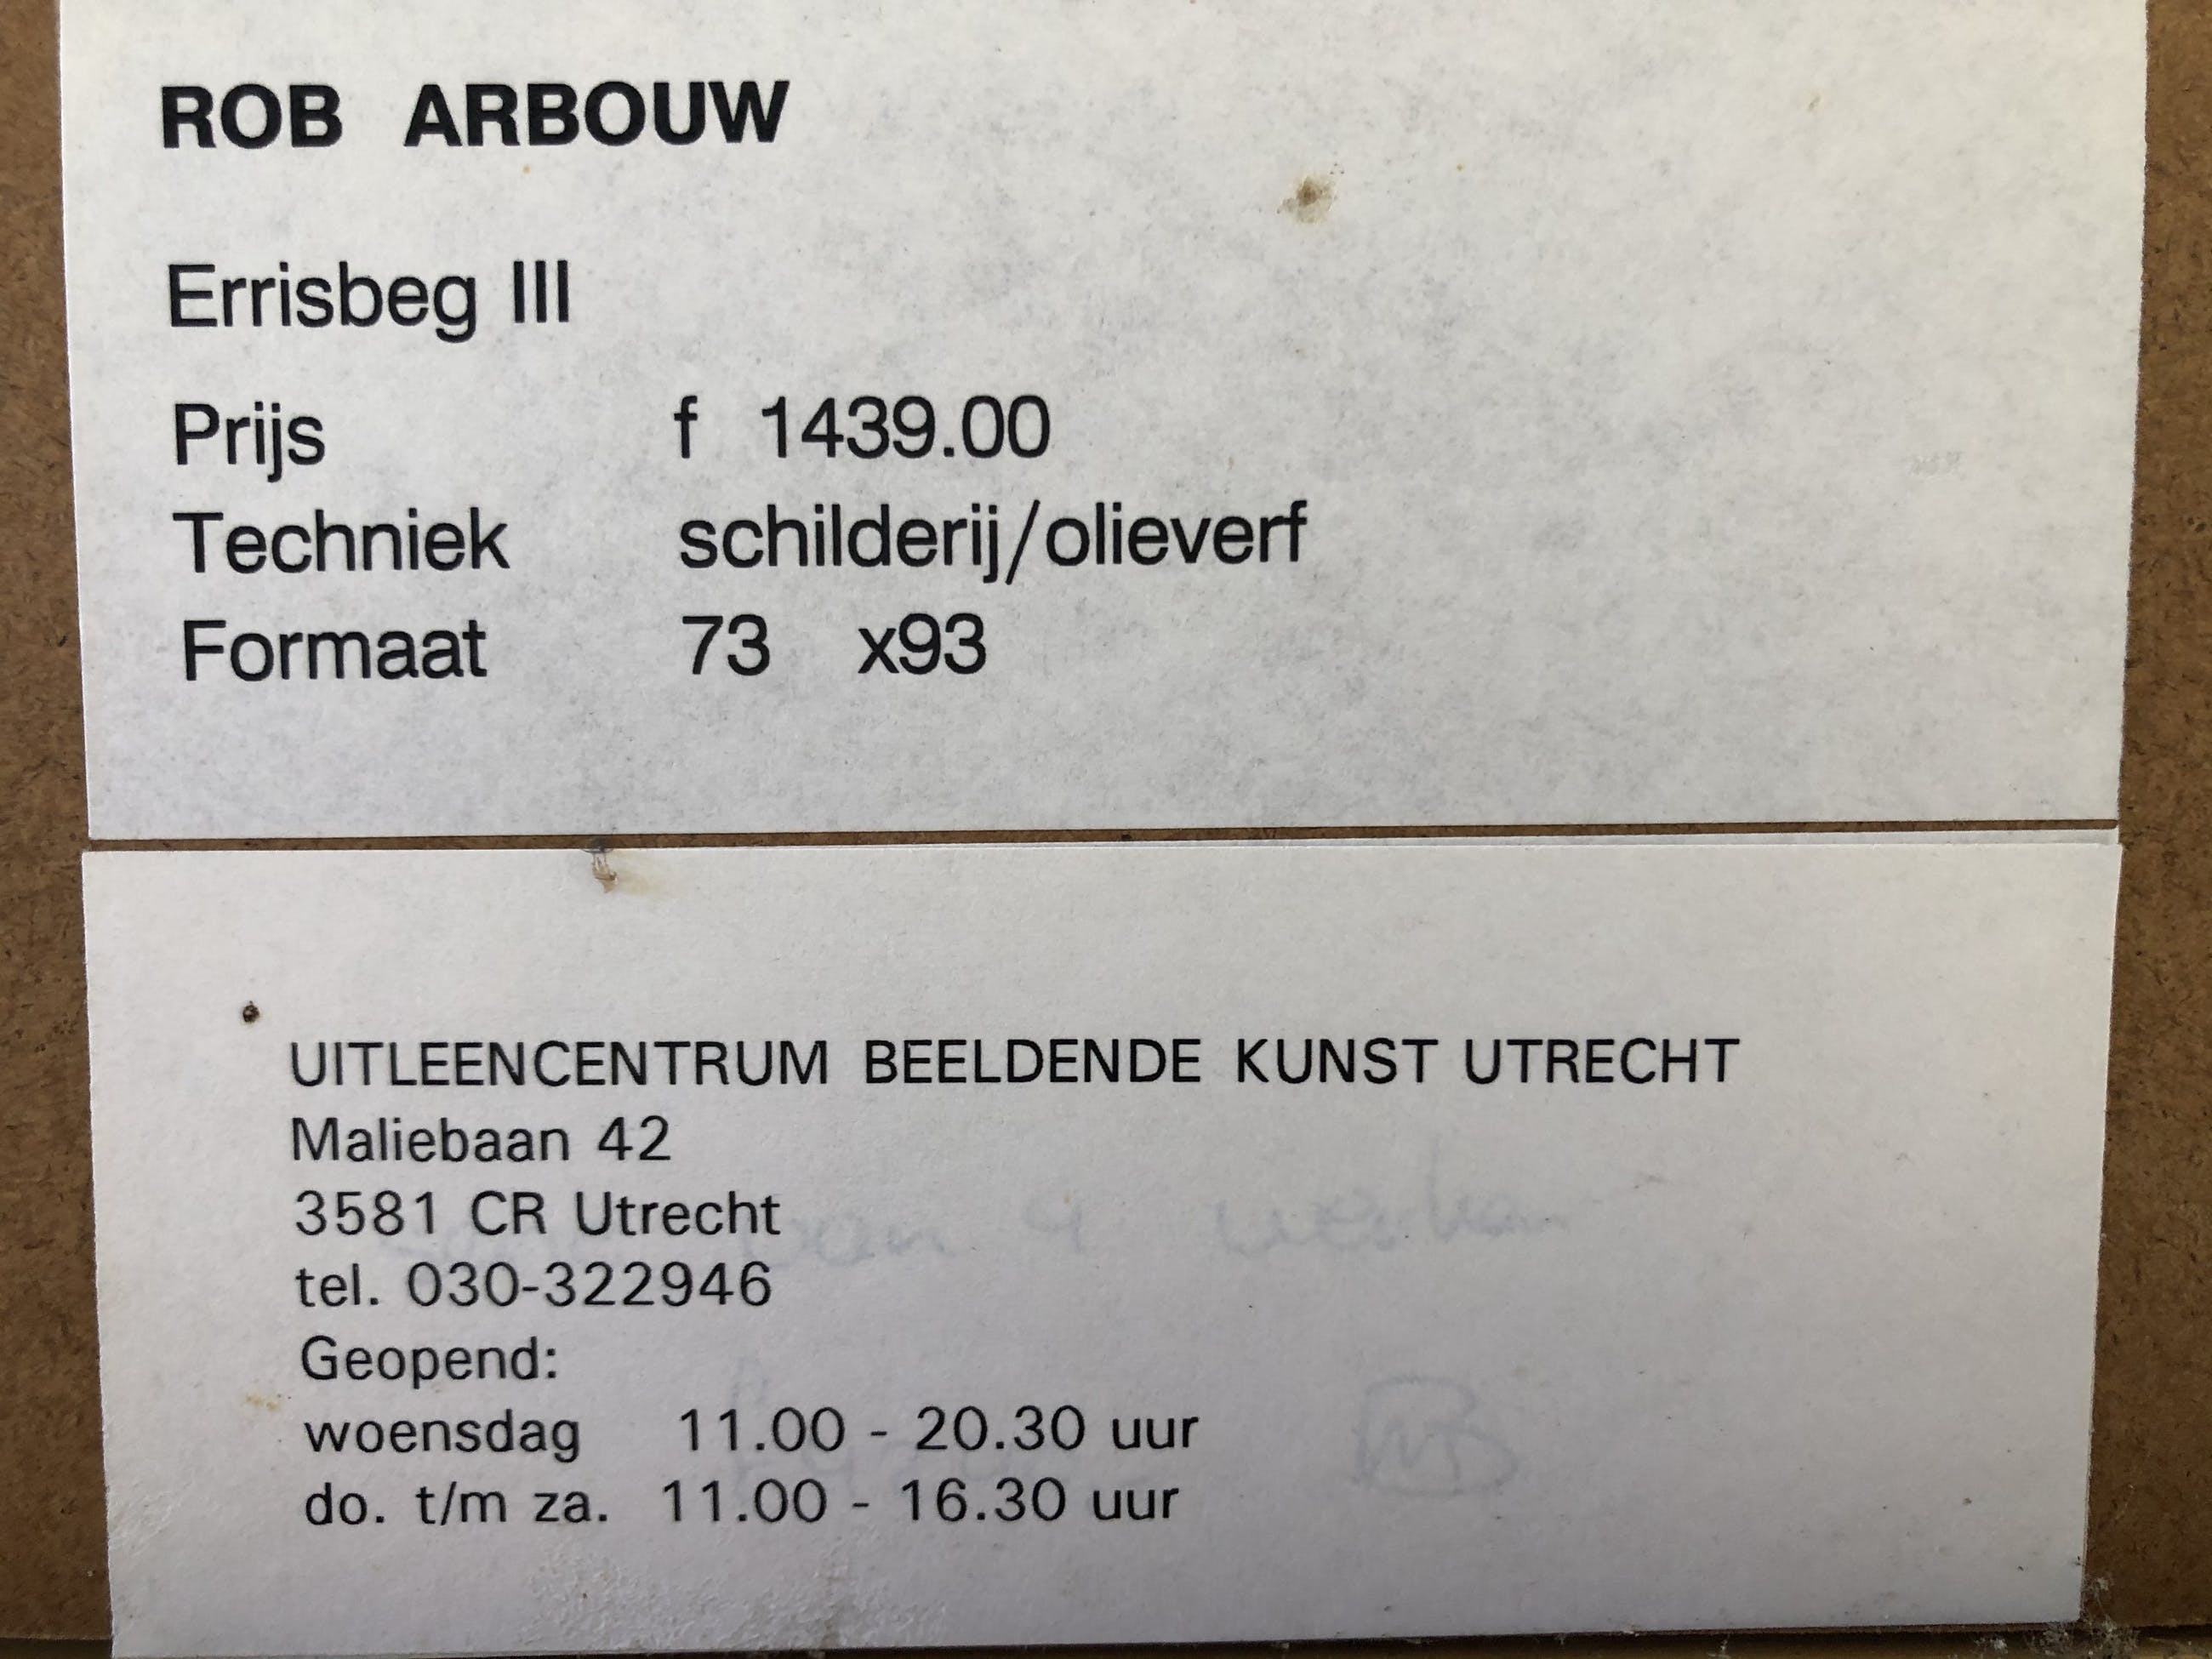 ROB ARBOUW
Errisbeg III
Prijs f 1439.00
Techniek schilderij/olieverf
Formaat 73 x93
UITLEENCENTRUM BEELDENDE KUNST UTRECHT
Maliebaan 42
3581 CR Utrecht
tel. 030-322946
Geopend:
woensdag 11.00 - 20.30 uur
do. t/m za. 11.00 - 16.30 uur